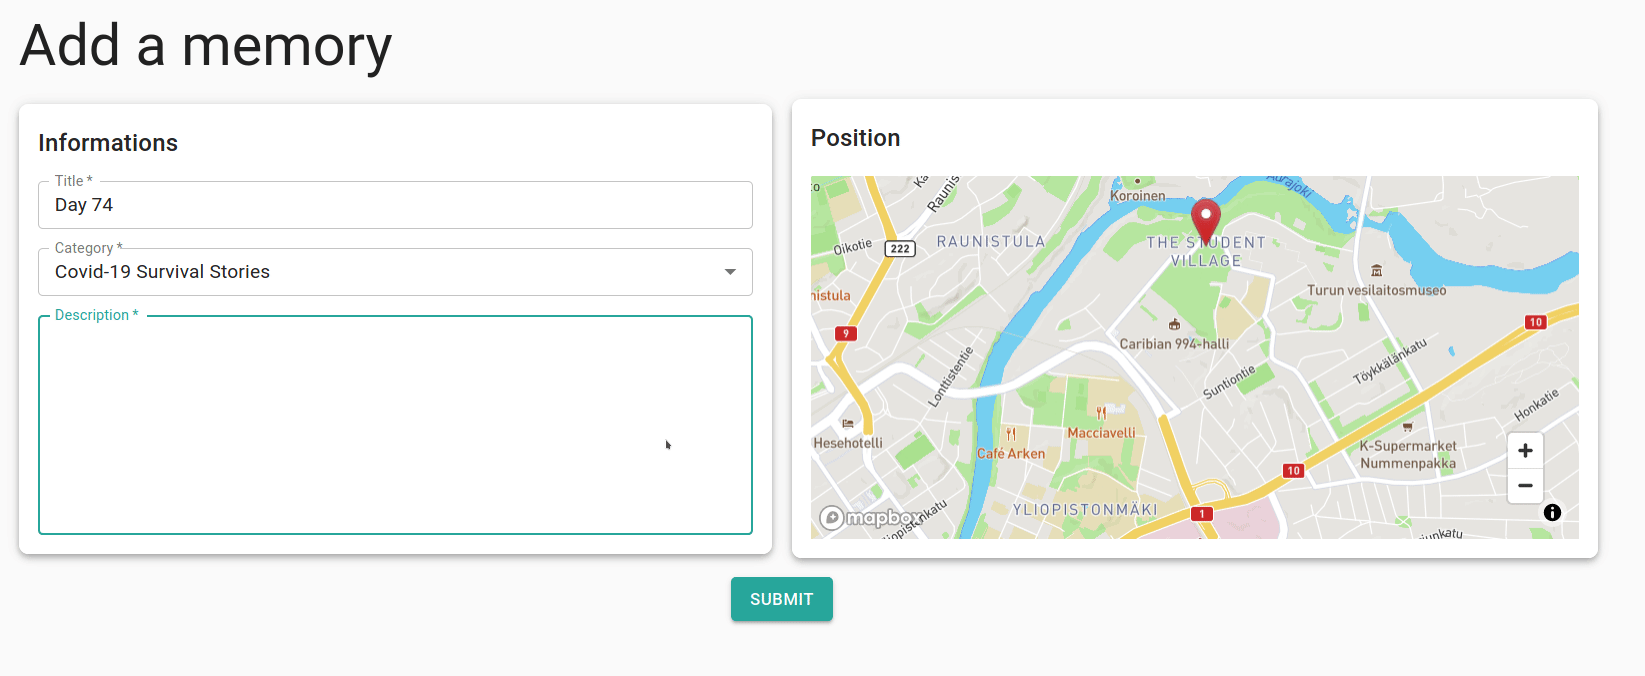 Add a memory
Informations
Title *
Day 74
Category *
Covid-19 Survival Stories
Description *
Position
Koroinen
Aurajoki
Raunis
Oikotie
222
RAUNISTULA
THE STUDENT
VILLAGE
Turun vesilaitosmuseo
nistula
9
10
Caribian 994-halli
Töykkälänkatu
Lonttistentie
Suntiontie
Honkatie
Macciavelli
Hesehotelli
Café Arken
K-Supermarket
Nummenpakka
10
+
−
YLIOPISTONMÄKI
1
mapbox
SUBMIT